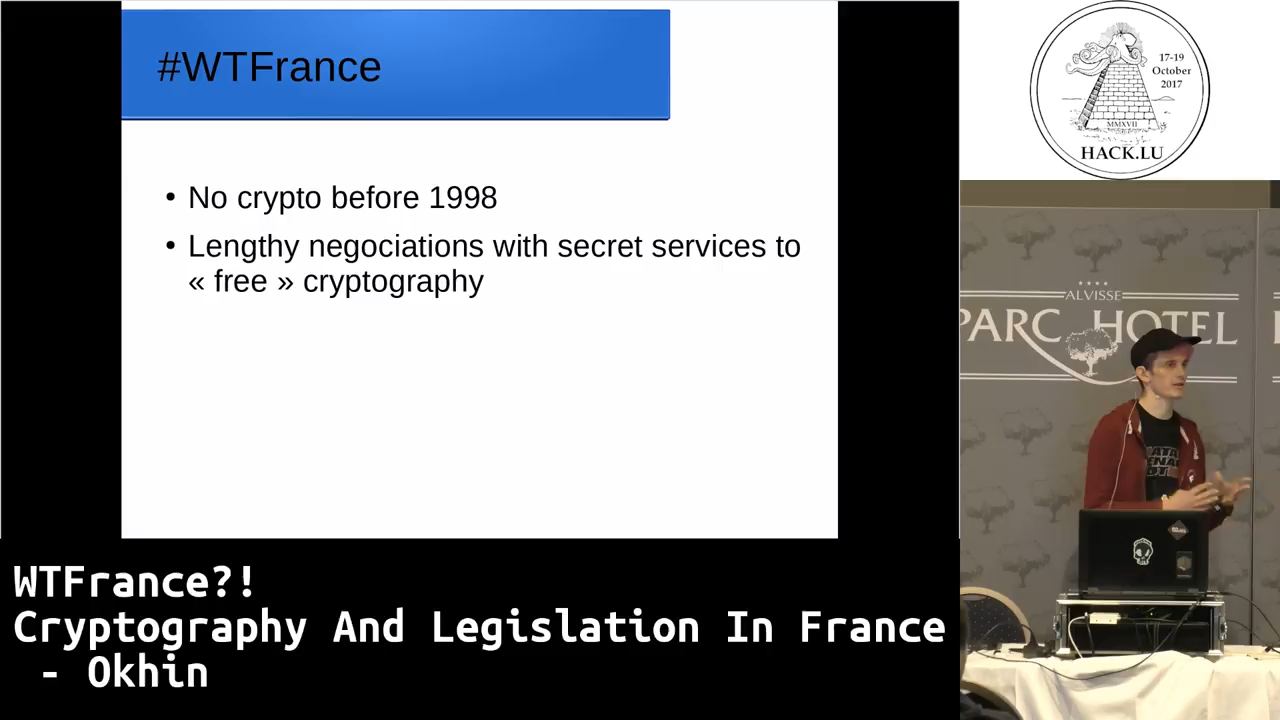 #WTFrance
• No crypto before 1998
• Lengthy negociations with secret services to
« free » cryptography
17-19
October
2017
MMXVII
HACK.LU
ALVISSE
PARC HOTEL
WTFrance?!
Cryptography And Legislation In France
- Okhin